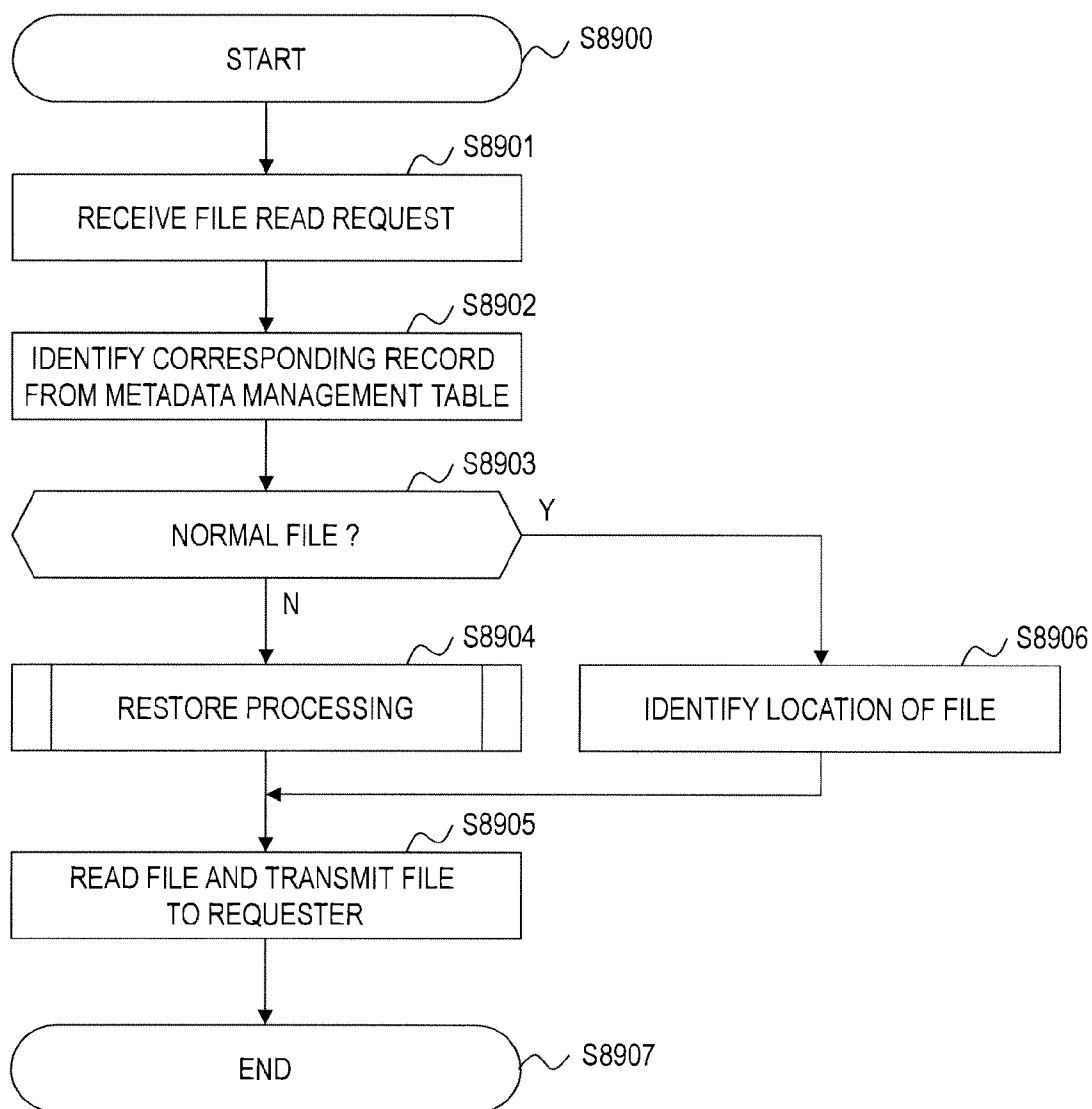 START
S8900
S8901
RECEIVE FILE READ REQUEST
S8902
IDENTIFY CORRESPONDING RECORD
FROM METADATA MANAGEMENT TABLE
S8903
NORMAL FILE ?
Y
N
S8904
RESTORE PROCESSING
S8906
IDENTIFY LOCATION OF FILE
S8905
READ FILE AND TRANSMIT FILE
TO REQUESTER
END
S8907